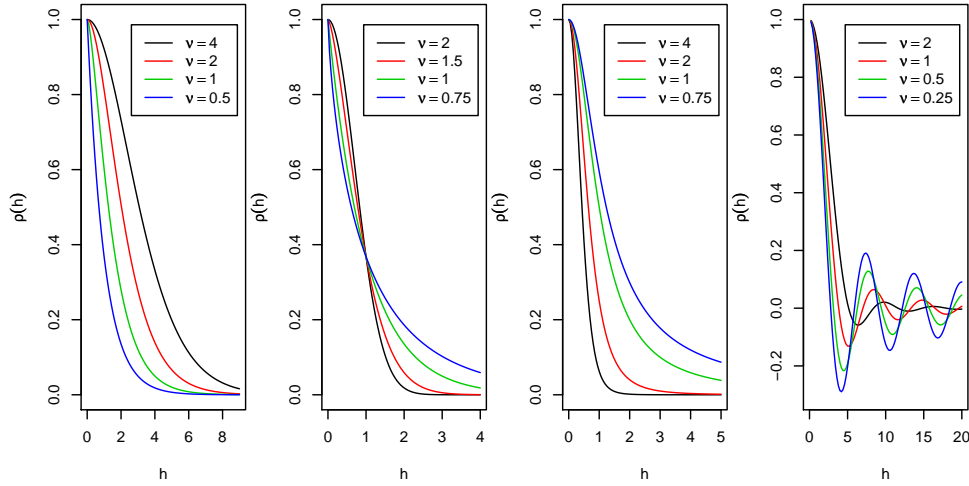 ρ(h)
1.0
0.8
0.6
0.4
0.2
0.0
ν = 4
ν = 2
ν = 1
ν = 0.5
0 2 4 6 8
h
ρ(h)
1.0
0.8
0.6
0.4
0.2
0.0
ν = 2
ν = 1.5
ν = 1
ν = 0.75
0 1 2 3 4
h
ρ(h)
1.0
0.8
0.6
0.4
0.2
0.0
ν = 4
ν = 2
ν = 1
ν = 0.75
0 1 2 3 4 5
h
ρ(h)
1.0
0.8
0.6
0.4
0.2
0.0
−0.2
ν = 2
ν = 1
ν = 0.5
ν = 0.25
0 5 10 15 20
h